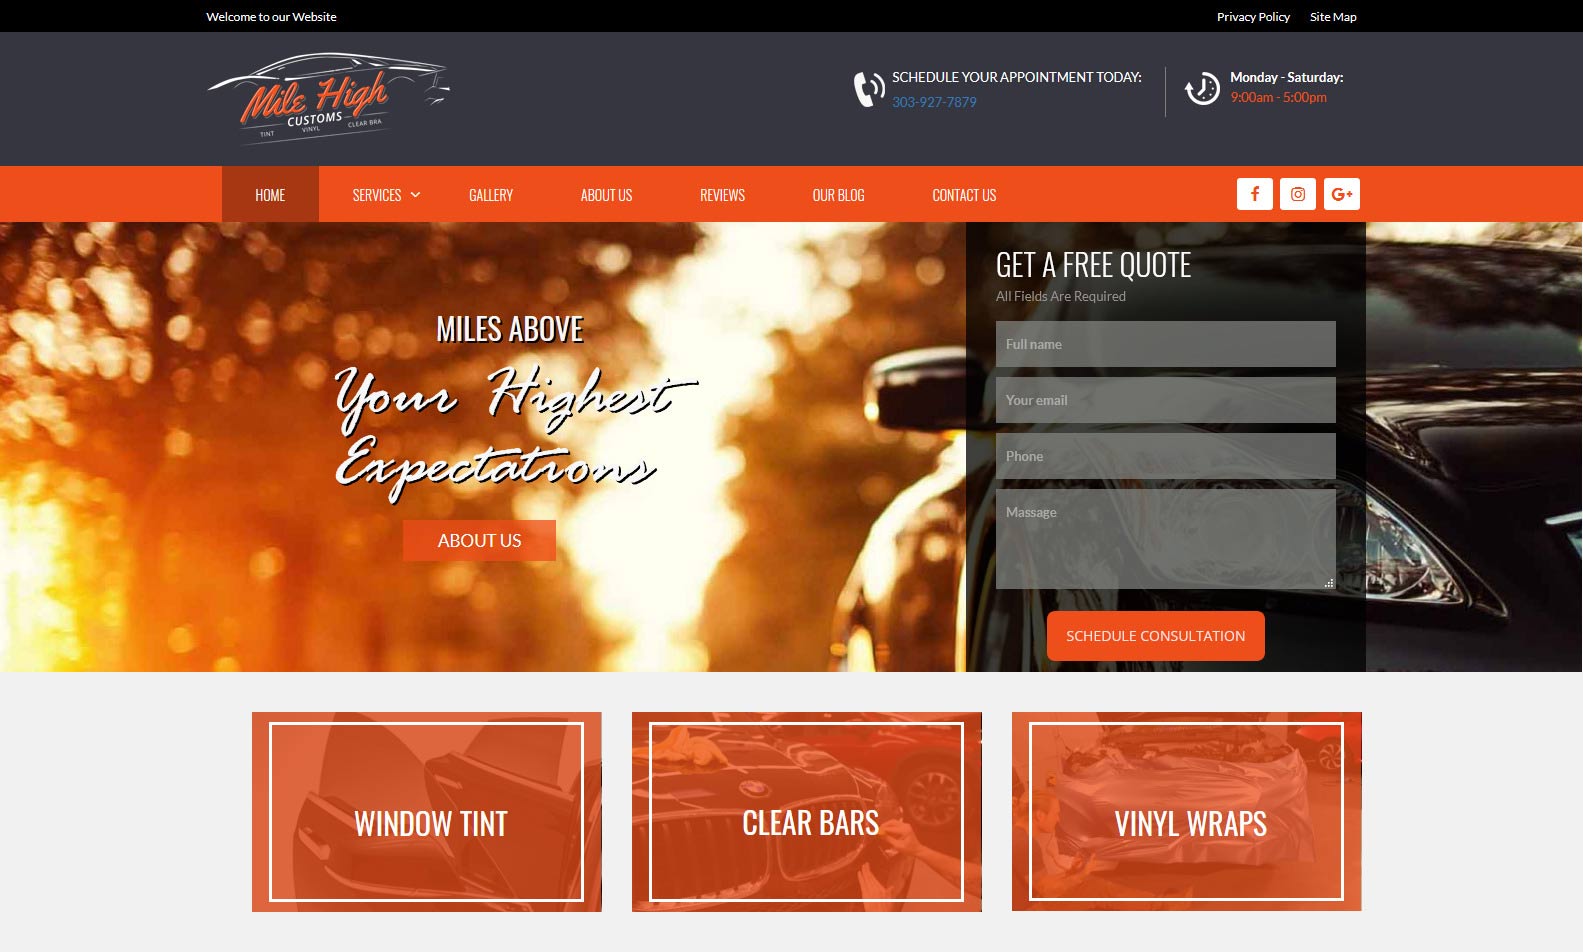 Welcome to our Website
Privacy Policy
Site Map
Mile High
CUSTOMS
TINT
VINYL
CLEAR BRA
SCHEDULE YOUR APPOINTMENT TODAY:
303-927-7879
Monday - Saturday:
9:00am - 5:00pm
HOME
SERVICES
GALLERY
ABOUT US
REVIEWS
OUR BLOG
CONTACT US
f
G+
MILES ABOVE
Your Highest
Expectations
ABOUT US
GET A FREE QUOTE
All Fields Are Required
Full name
Your email
Phone
Massage
SCHEDULE CONSULTATION
WINDOW TINT
CLEAR BARS
VINYL WRAPS